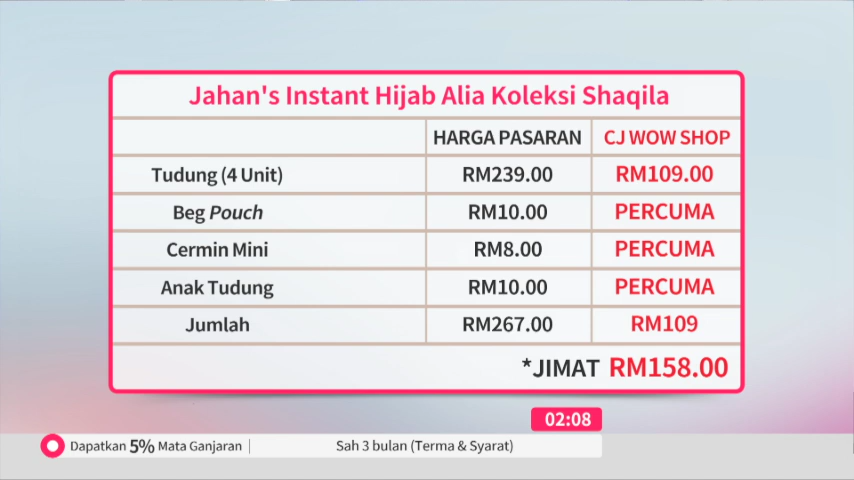 Jahan's Instant Hijab Alia Koleksi Shaqila
HARGA PASARAN CJ WOW SHOP
Tudung (4 Unit) RM239.00 RM109.00
Beg Pouch RM10.00 PERCUMA
Cermin Mini RM8.00 PERCUMA
Anak Tudung RM10.00 PERCUMA
Jumlah RM267.00 RM109
*JIMAT RM158.00
02:08
Dapatkan 5% Mata Ganjaran | Sah 3 bulan (Terma & Syarat)